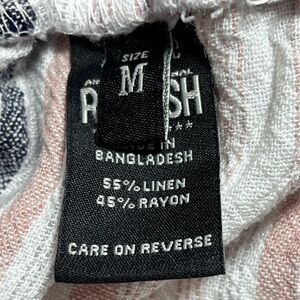 SIZE
M
MADE IN
BANGLADESH
55% LINEN
45% RAYON
CARE ON REVERSE